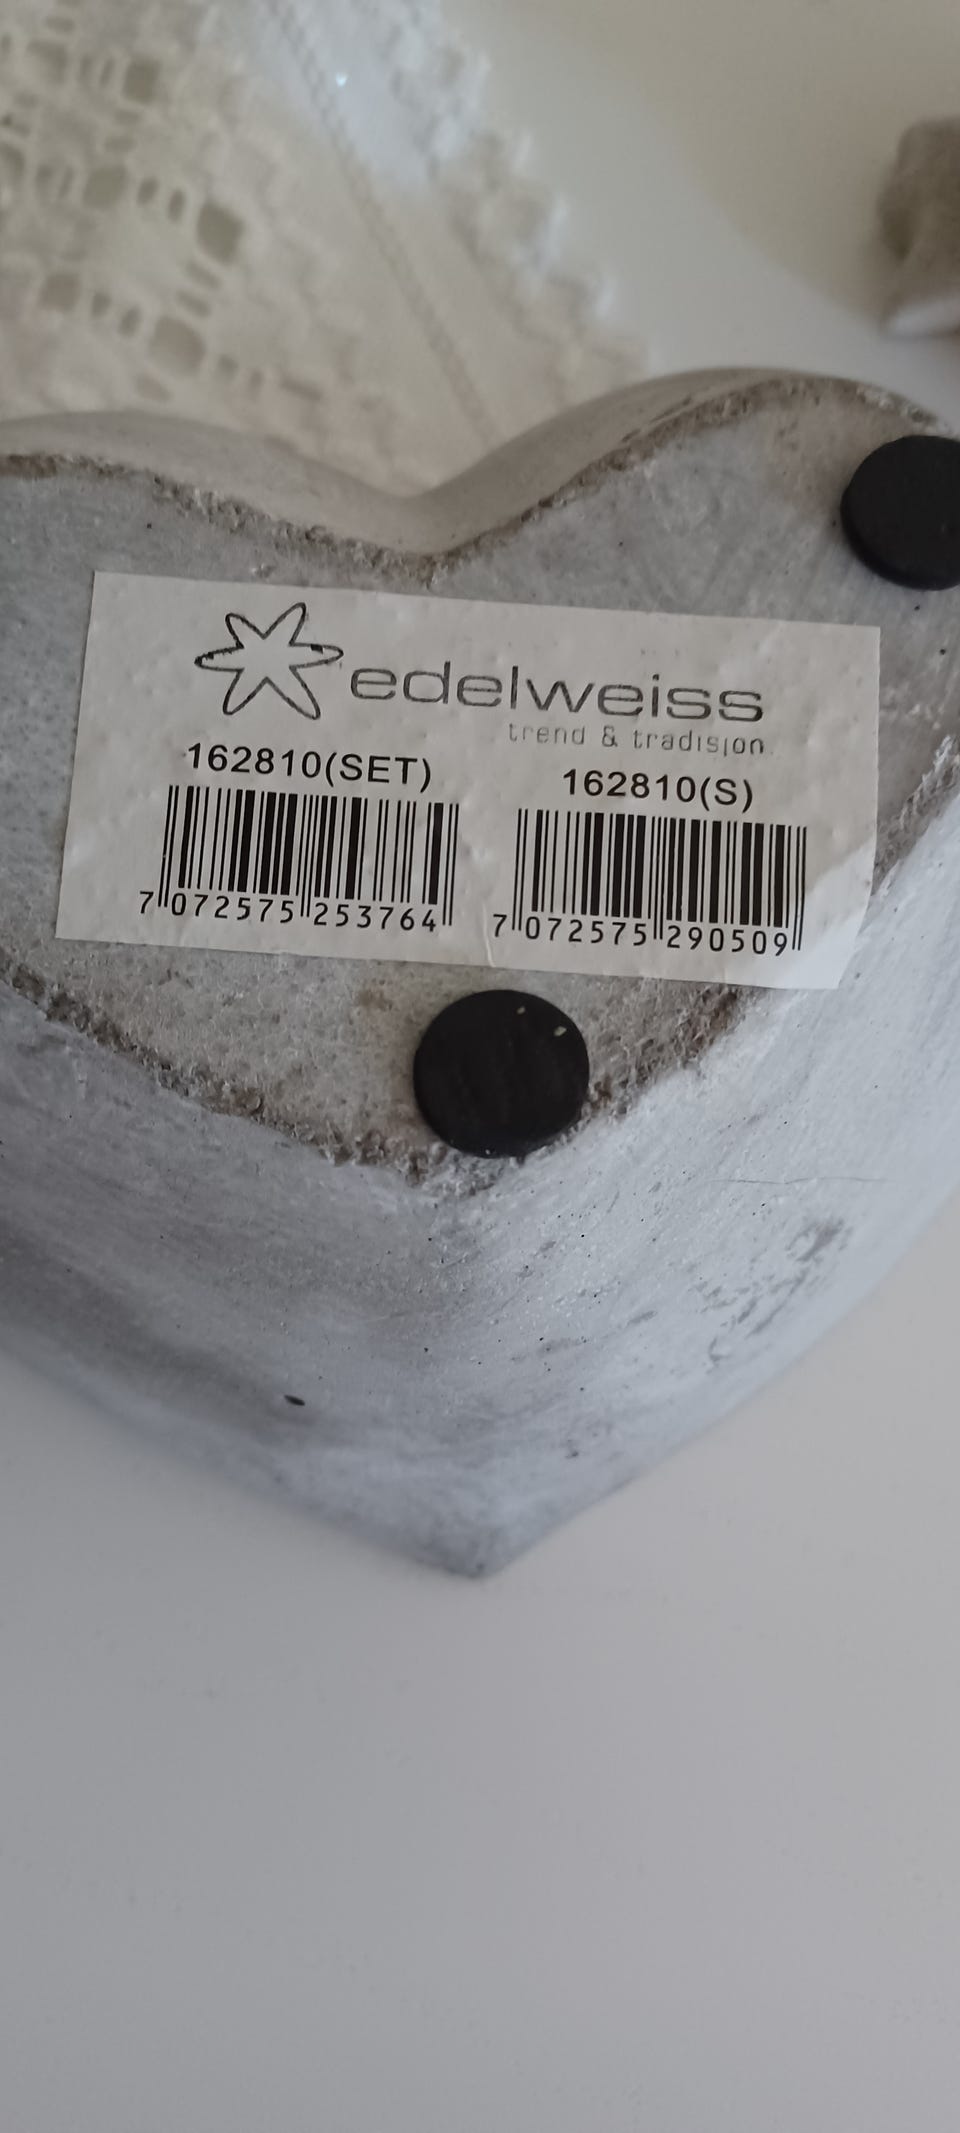 edelweiss
trend & tradisjon
162810(SET)
162810(S)
7 072575 253764
7 072575 290509